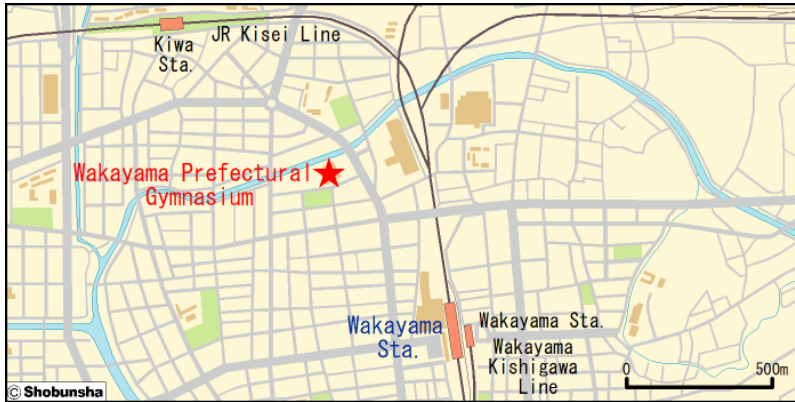 JR Kisei Line
Kiwa
Sta.
Wakayama Prefectural
Gymnasium
Wakayama
Sta.
Wakayama Sta.
Wakayama
Kishigawa
Line
0 500m
© Shobunsha